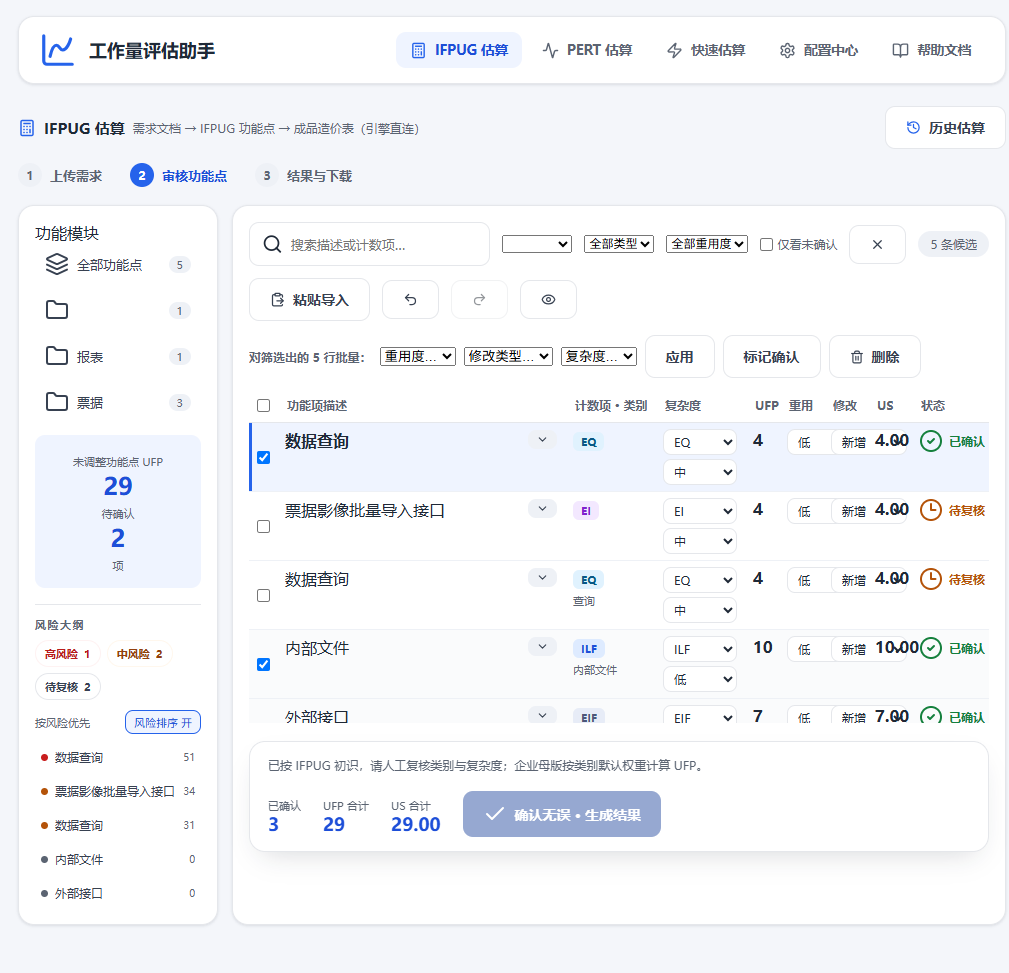 工作量评估助手
IFPUG 估算
PERT 估算
快速估算
配置中心
帮助文档
IFPUG 估算 需求文档 → IFPUG 功能点 → 成品造价表（引擎直连）
历史估算
1 上传需求
2 审核功能点
3 结果与下载
功能模块
全部功能点 5
1
报表 1
票据 3
未调整功能点 UFP
29
待确认
2
项
风险大纲
高风险 1
中风险 2
待复核 2
按风险优先
风险排序 开
数据查询 51
票据影像批量导入接口 34
数据查询 31
内部文件 0
外部接口 0
搜索描述或计数项...
全部类型
全部重用度
仅看未确认
5 条候选
粘贴导入
对筛选出的 5 行批量:
重用度...
修改类型...
复杂度...
应用
标记确认
删除
功能项描述 计数项·类别 复杂度 UFP 重用 修改 US 状态
数据查询 EQ EQ 4 低 新增 4.00 已确认
中
票据影像批量导入接口 EI EI 4 低 新增 4.00 待复核
中
数据查询 EQ EQ 4 低 新增 4.00 待复核
查询 中
内部文件 ILF ILF 10 低 新增 10.00 已确认
内部文件 低
外部接口 EIF EIF 7 低 新增 7.00 已确认
已按 IFPUG 初识，请人工复核类别与复杂度；企业母版按类别默认权重计算 UFP。
已确认 UFP 合计 US 合计
3 29 29.00
确认无误·生成结果